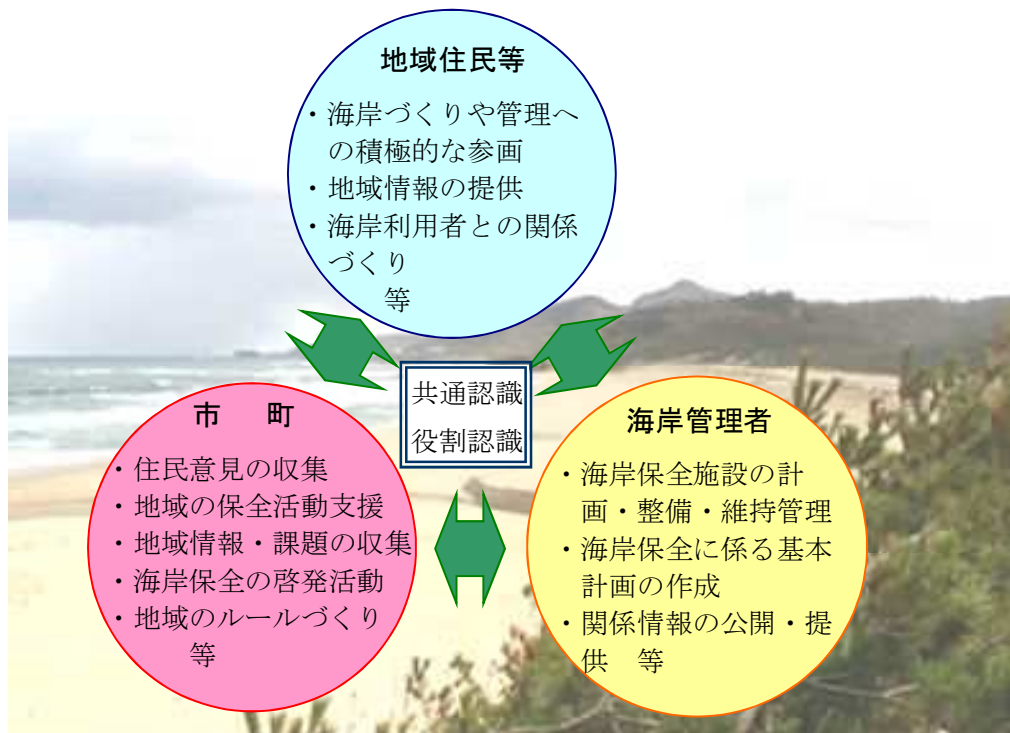 地域住民等
・海岸づくりや管理へ
の積極的な参画
・地域情報の提供
・海岸利用者との関係
づくり
等
共通認識
役割認識
市　町
・住民意見の収集
・地域の保全活動支援
・地域情報・課題の収集
・海岸保全の啓発活動
・地域のルールづくり
等
海岸管理者
・海岸保全施設の計
画・整備・維持管理
・海岸保全に係る基本
計画の作成
・関係情報の公開・提
供　等